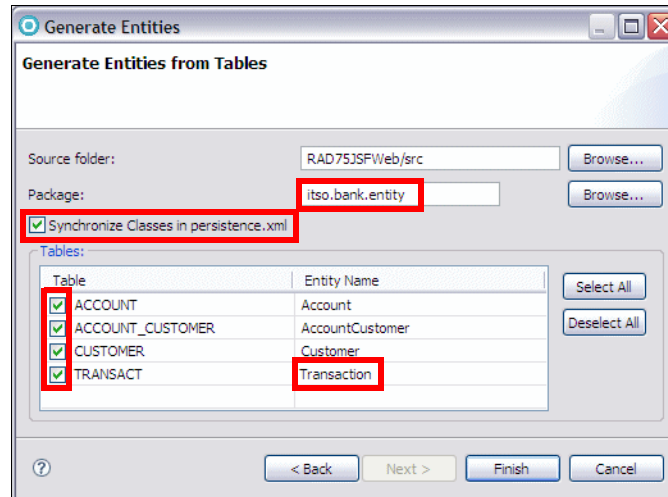 Generate Entities
Generate Entities from Tables
Source folder: RAD75JSFWeb/src Browse...
Package: itso.bank.entity Browse...
Synchronize Classes in persistence.xml
Tables:
Table Entity Name Select All
ACCOUNT Account
ACCOUNT_CUSTOMER AccountCustomer Deselect All
CUSTOMER Customer
TRANSACT Transaction
? < Back Next > Finish Cancel